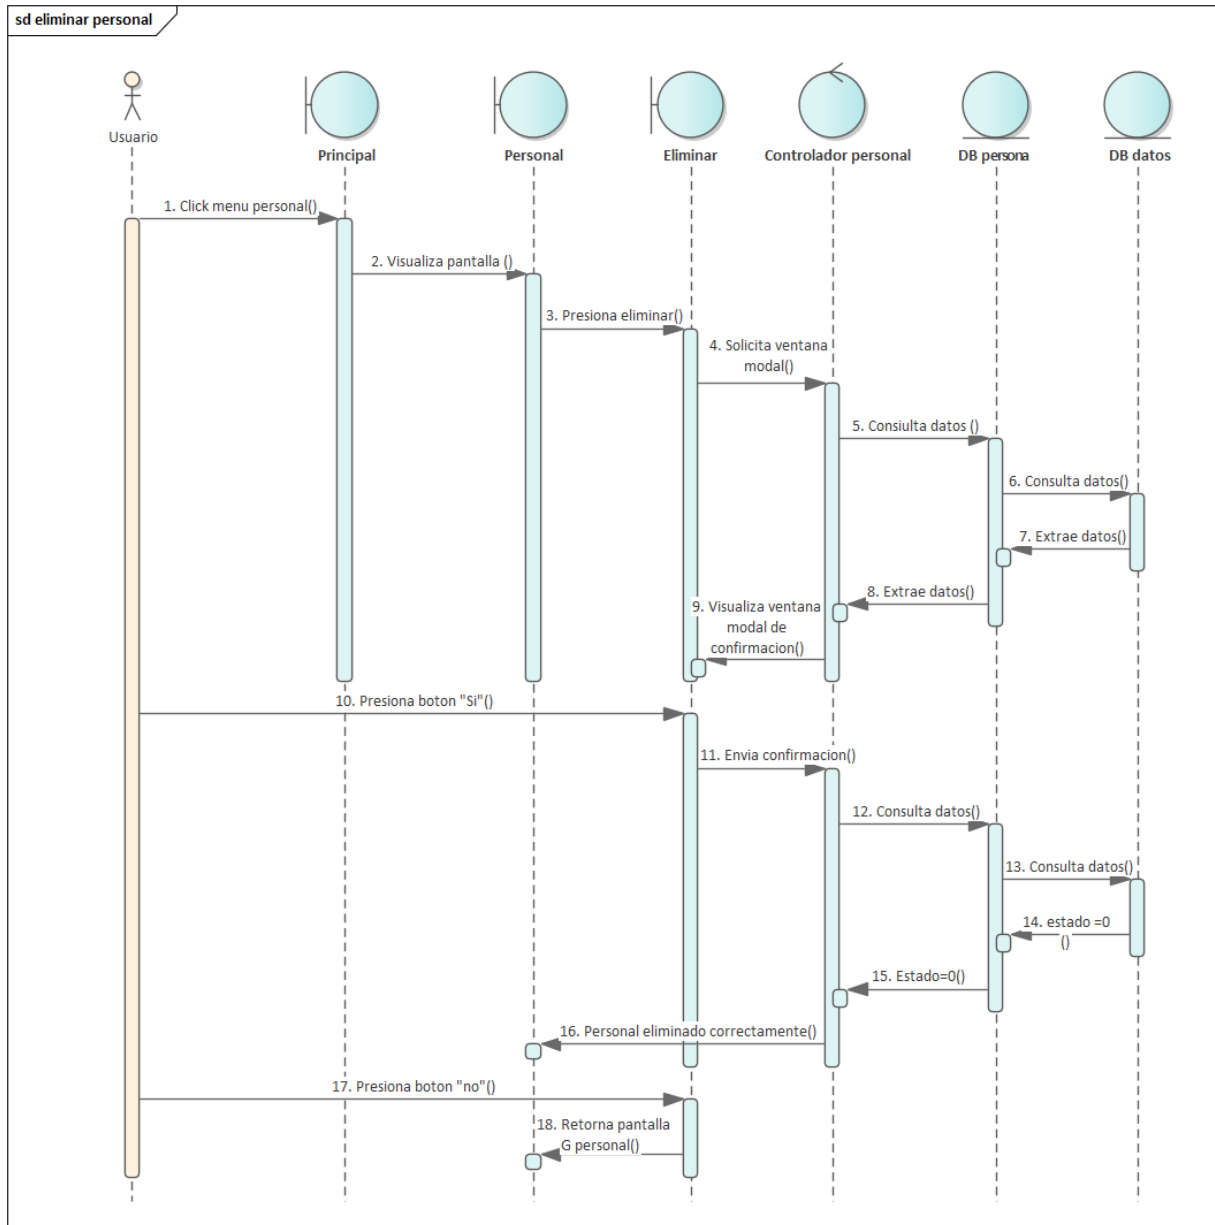 sd eliminar personal
Usuario
Principal
Personal
Eliminar
Controlador personal
DB persona
DB datos
1. Click menu personal()
2. Visualiza pantalla ()
3. Presiona eliminar()
4. Solicita ventana
modal()
5. Consiulta datos ()
6. Consulta datos()
7. Extrae datos()
8. Extrae datos()
9. Visualiza ventana
modal de
confirmacion()
10. Presiona boton "Si"()
11. Envia confirmacion()
12. Consulta datos()
13. Consulta datos()
14. estado =0
()
15. Estado=0()
16. Personal eliminado correctamente()
17. Presiona boton "no"()
18. Retorna pantalla
G personal()